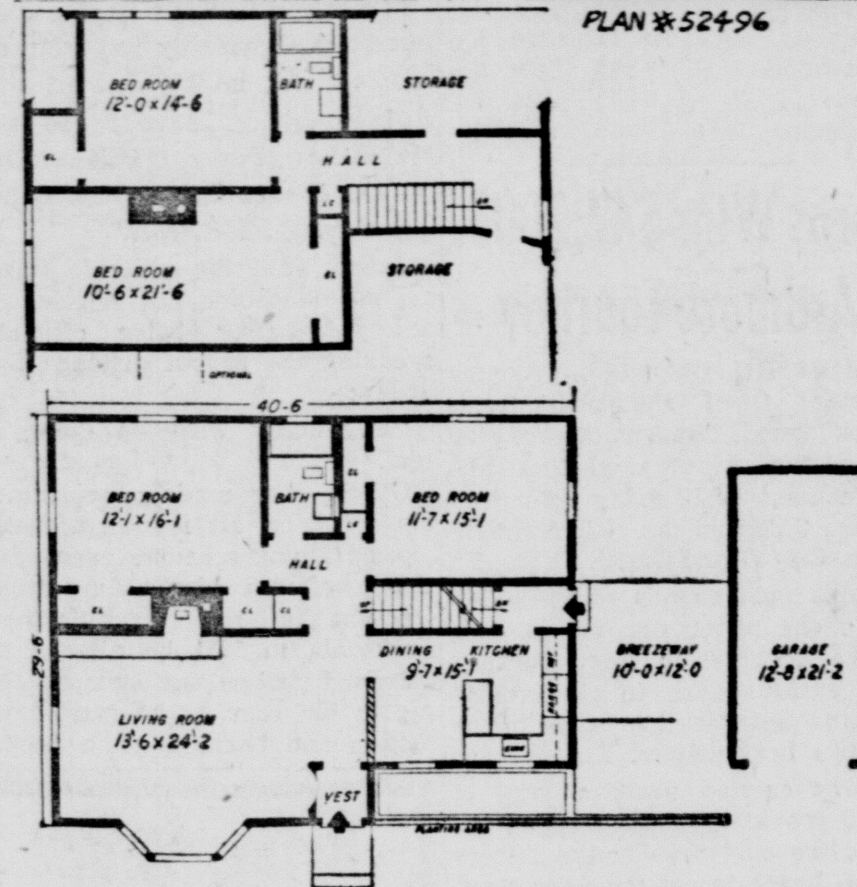 PLAN # 52496
BED ROOM
12'-0 x 14'-6
BATH
STORAGE
CL
HALL
LC
DN
BED ROOM
10'-6 x 21'-6
CL
STORAGE
OPTIONAL
40-6
29-6
BED ROOM
12'-1 x 16'-1
BATH
CL
LC
BED ROOM
11'-7 x 15'-1
HALL
CL
CL
CL
UP
DN
DINING
KITCHEN
9'-7 x 15'-1
REF
BREEZEWAY
10'-0 x 12'-0
GARAGE
12'-8 x 21'-2
LIVING ROOM
13'-6 x 24'-2
VEST
PLANTING AREA